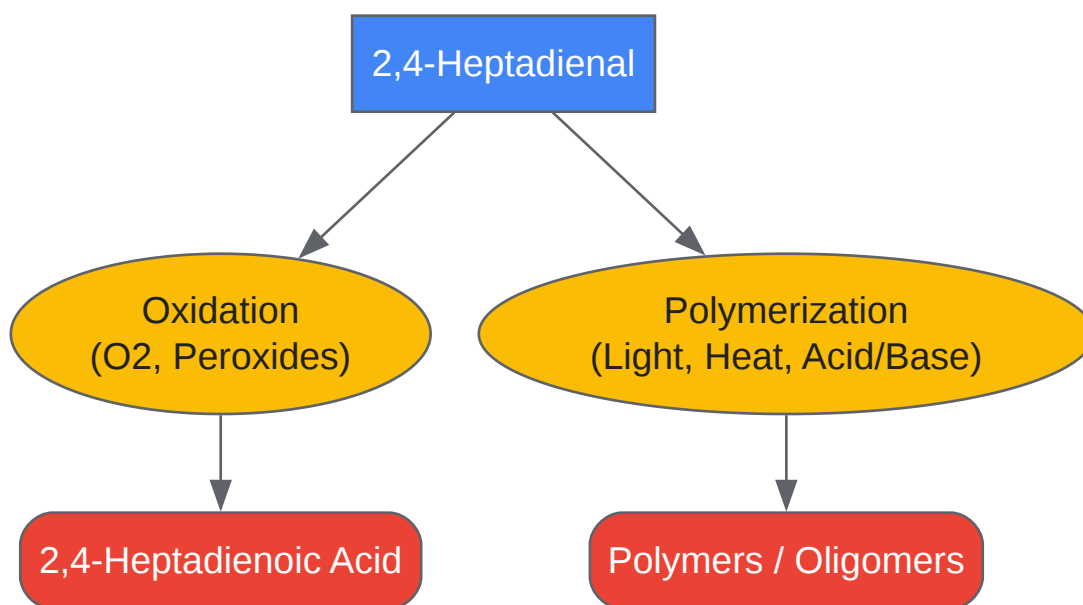 2,4-Heptadienal
Oxidation
(O2, Peroxides)
Polymerization
(Light, Heat, Acid/Base)
2,4-Heptadienoic Acid
Polymers / Oligomers